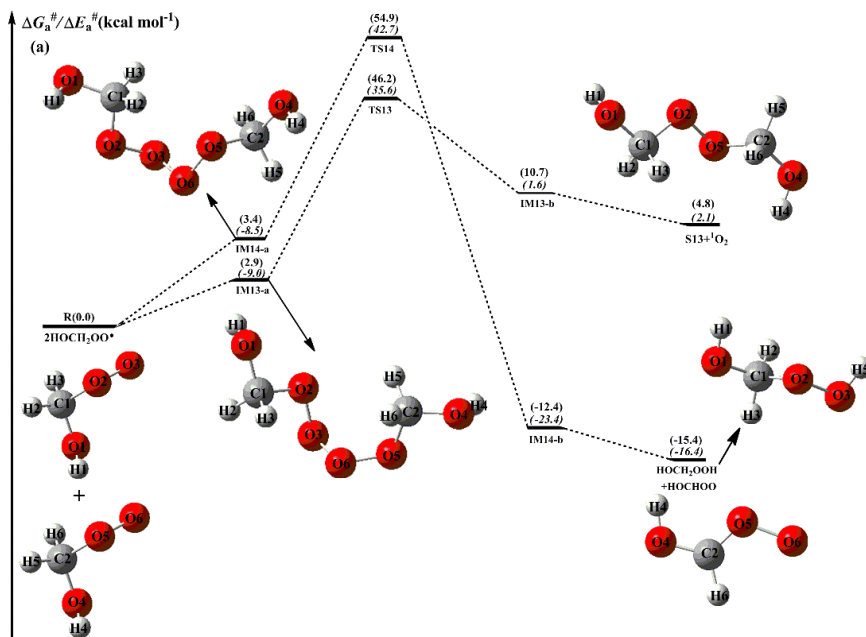 ΔGₐ^#/ΔEₐ^#(kcal mol⁻¹)
(a)
(54.9)
(42.7)
TS14
(46.2)
(35.6)
TS13
H3
O1
H1
C1
H2
O2
O3
O6
O5
H6
C2
O4
H4
H5
H1
O1
C1
H2
H3
O2
O5
C2
H5
H6
O4
H4
(10.7)
(1.6)
IM13-b
(4.8)
(2.1)
S13+¹O₂
(3.4)
(-8.5)
IM14-a
(2.9)
(-9.0)
IM13-a
R(0.0)
2ΠOCΠ₂OO•
H3
H2
C1
O2
O3
O1
H1
+
H6
H5
C2
O5
O6
O4
H4
H1
O1
C1
H2
H3
O2
O3
O6
O5
H5
H6
C2
O4
H4
(-12.4)
(-23.4)
IM14-b
(-15.4)
(-16.4)
HOCH₂OOH
+HOCHOO
H1
O1
H2
C1
H3
O2
O3
H5
H4
O4
C2
H6
O5
O6